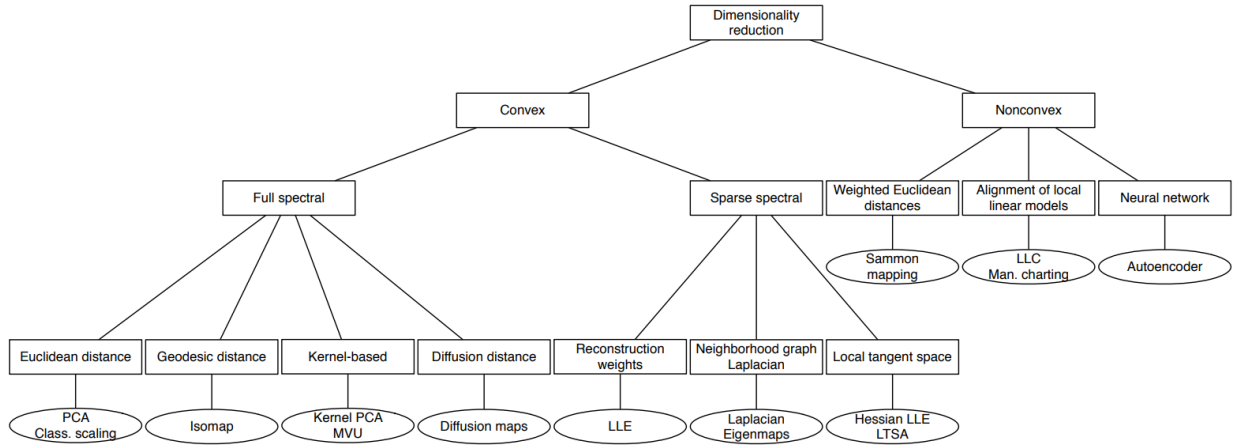 Dimensionality
reduction
Convex
Nonconvex
Full spectral
Sparse spectral
Weighted Euclidean
distances
Alignment of local
linear models
Neural network
Sammon
mapping
LLC
Man. charting
Autoencoder
Euclidean distance
Geodesic distance
Kernel-based
Diffusion distance
Reconstruction
weights
Neighborhood graph
Laplacian
Local tangent space
PCA
Class. scaling
Isomap
Kernel PCA
MVU
Diffusion maps
LLE
Laplacian
Eigenmaps
Hessian LLE
LTSA